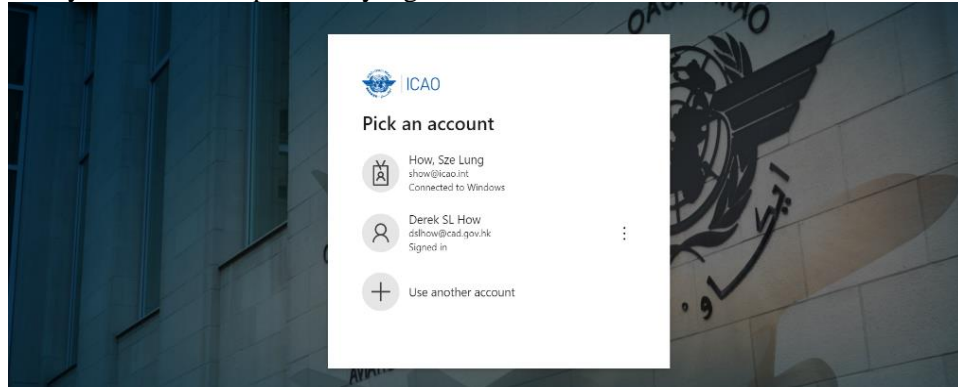 ICAO
Pick an account
How, Sze Lung
show@icao.int
Connected to Windows
Derek SL How
dslhow@cad.gov.hk
Signed in
Use another account